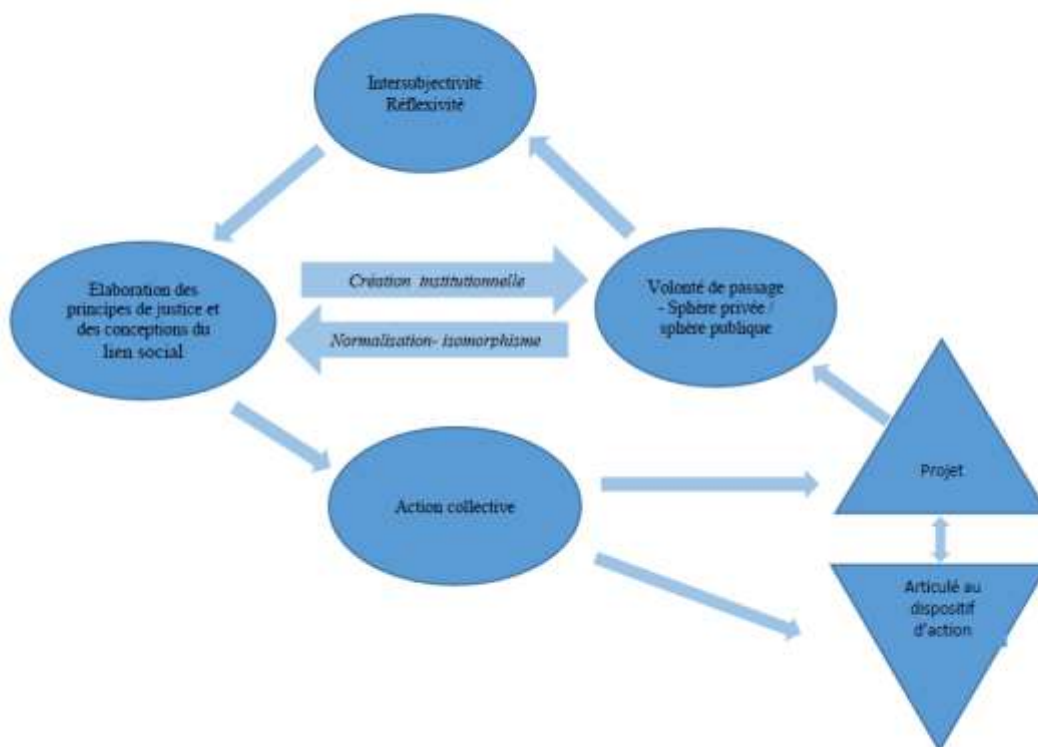 Intersubjectivité
Réflexivité
Elaboration des
principes de justice et
des conceptions du
lien social
Création institutionnelle
Normalisation- isomorphisme
Volonté de passage
- Sphère privée /
sphère publique
Action collective
Projet
Articulé au
dispositif
d'action